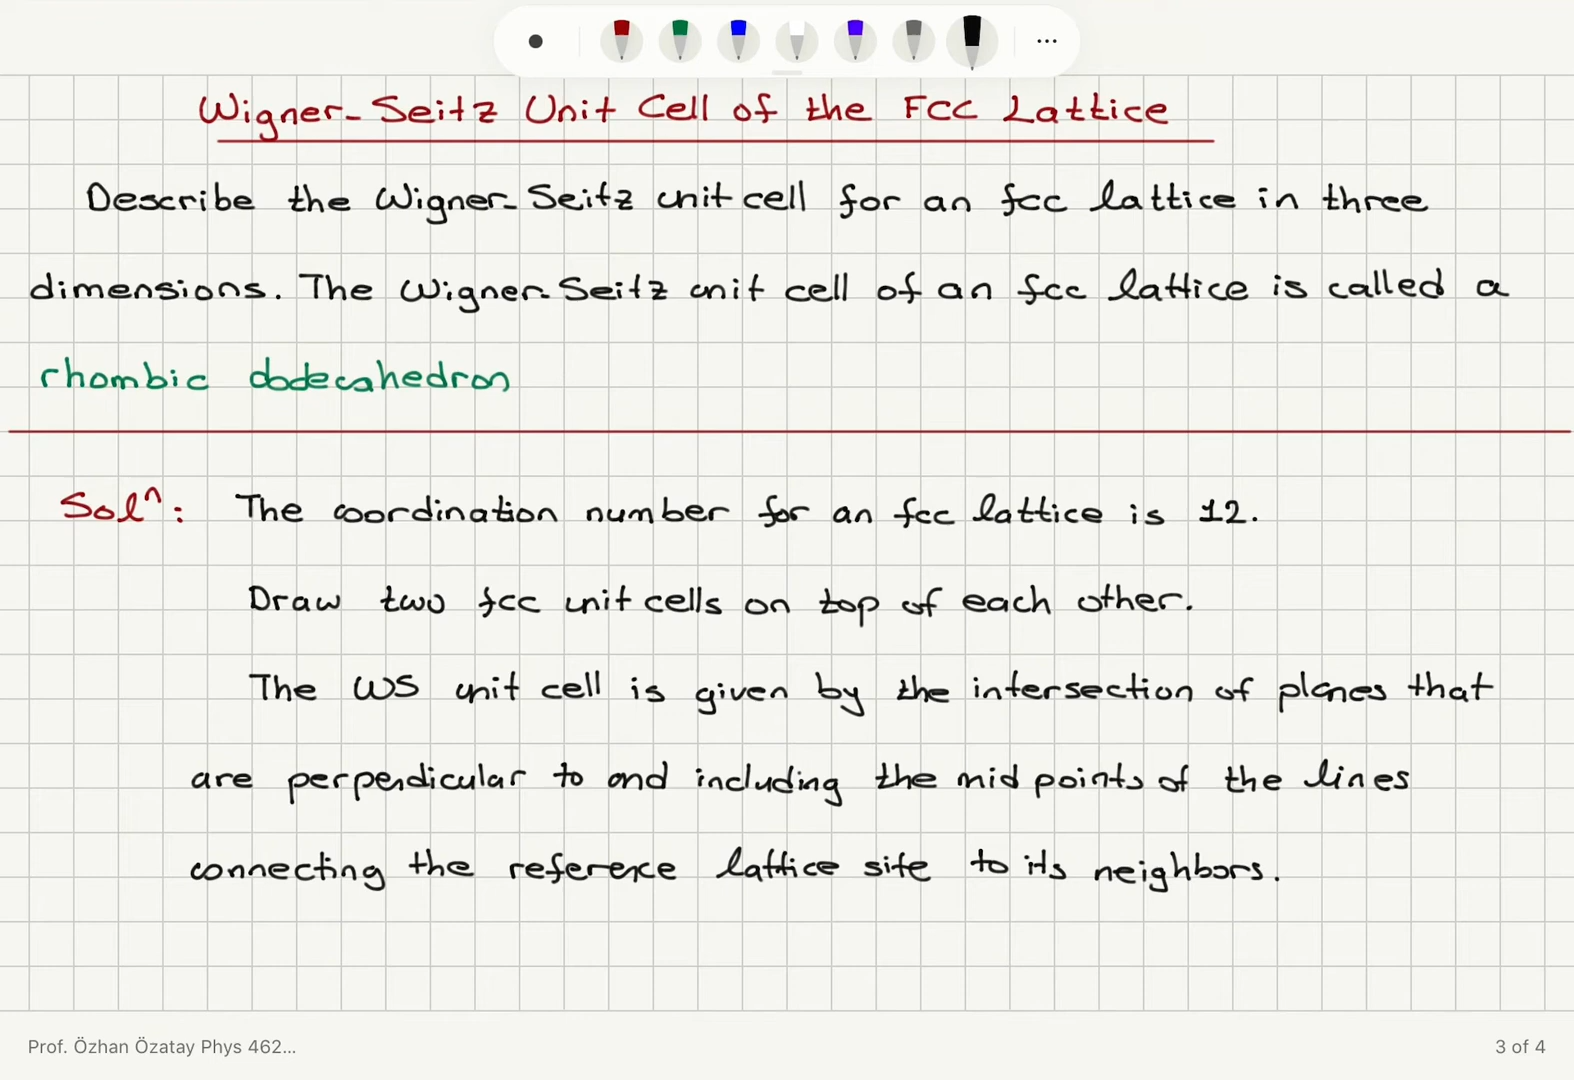 Wigner-Seitz Unit Cell of the FCC Lattice
Describe the Wigner-Seitz unit cell for an fcc lattice in three
dimensions. The Wigner-Seitz unit cell of an fcc lattice is called a
rhombic dodecahedron
Solⁿ: The coordination number for an fcc lattice is 12.
Draw two fcc unit cells on top of each other.
The WS unit cell is given by the intersection of planes that
are perpendicular to and including the mid points of the lines
connecting the reference lattice site to its neighbors.
Prof. Özhan Özatay Phys 462...
3 of 4